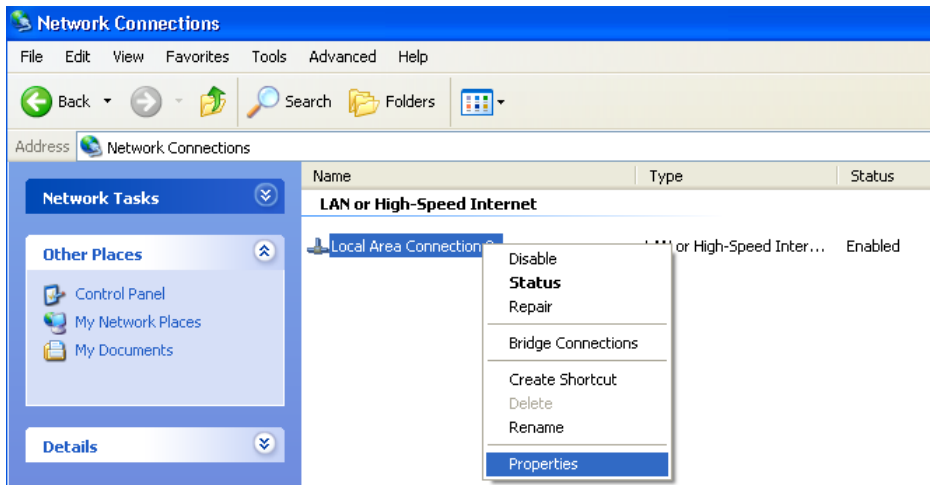 Network Connections
File Edit View Favorites Tools Advanced Help
Back Search Folders
Address Network Connections
Name Type Status
Network Tasks
LAN or High-Speed Internet
Other Places
Local Area Connection or High-Speed Inter... Enabled
Control Panel
My Network Places
My Documents
Details
Disable
Status
Repair
Bridge Connections
Create Shortcut
Delete
Rename
Properties